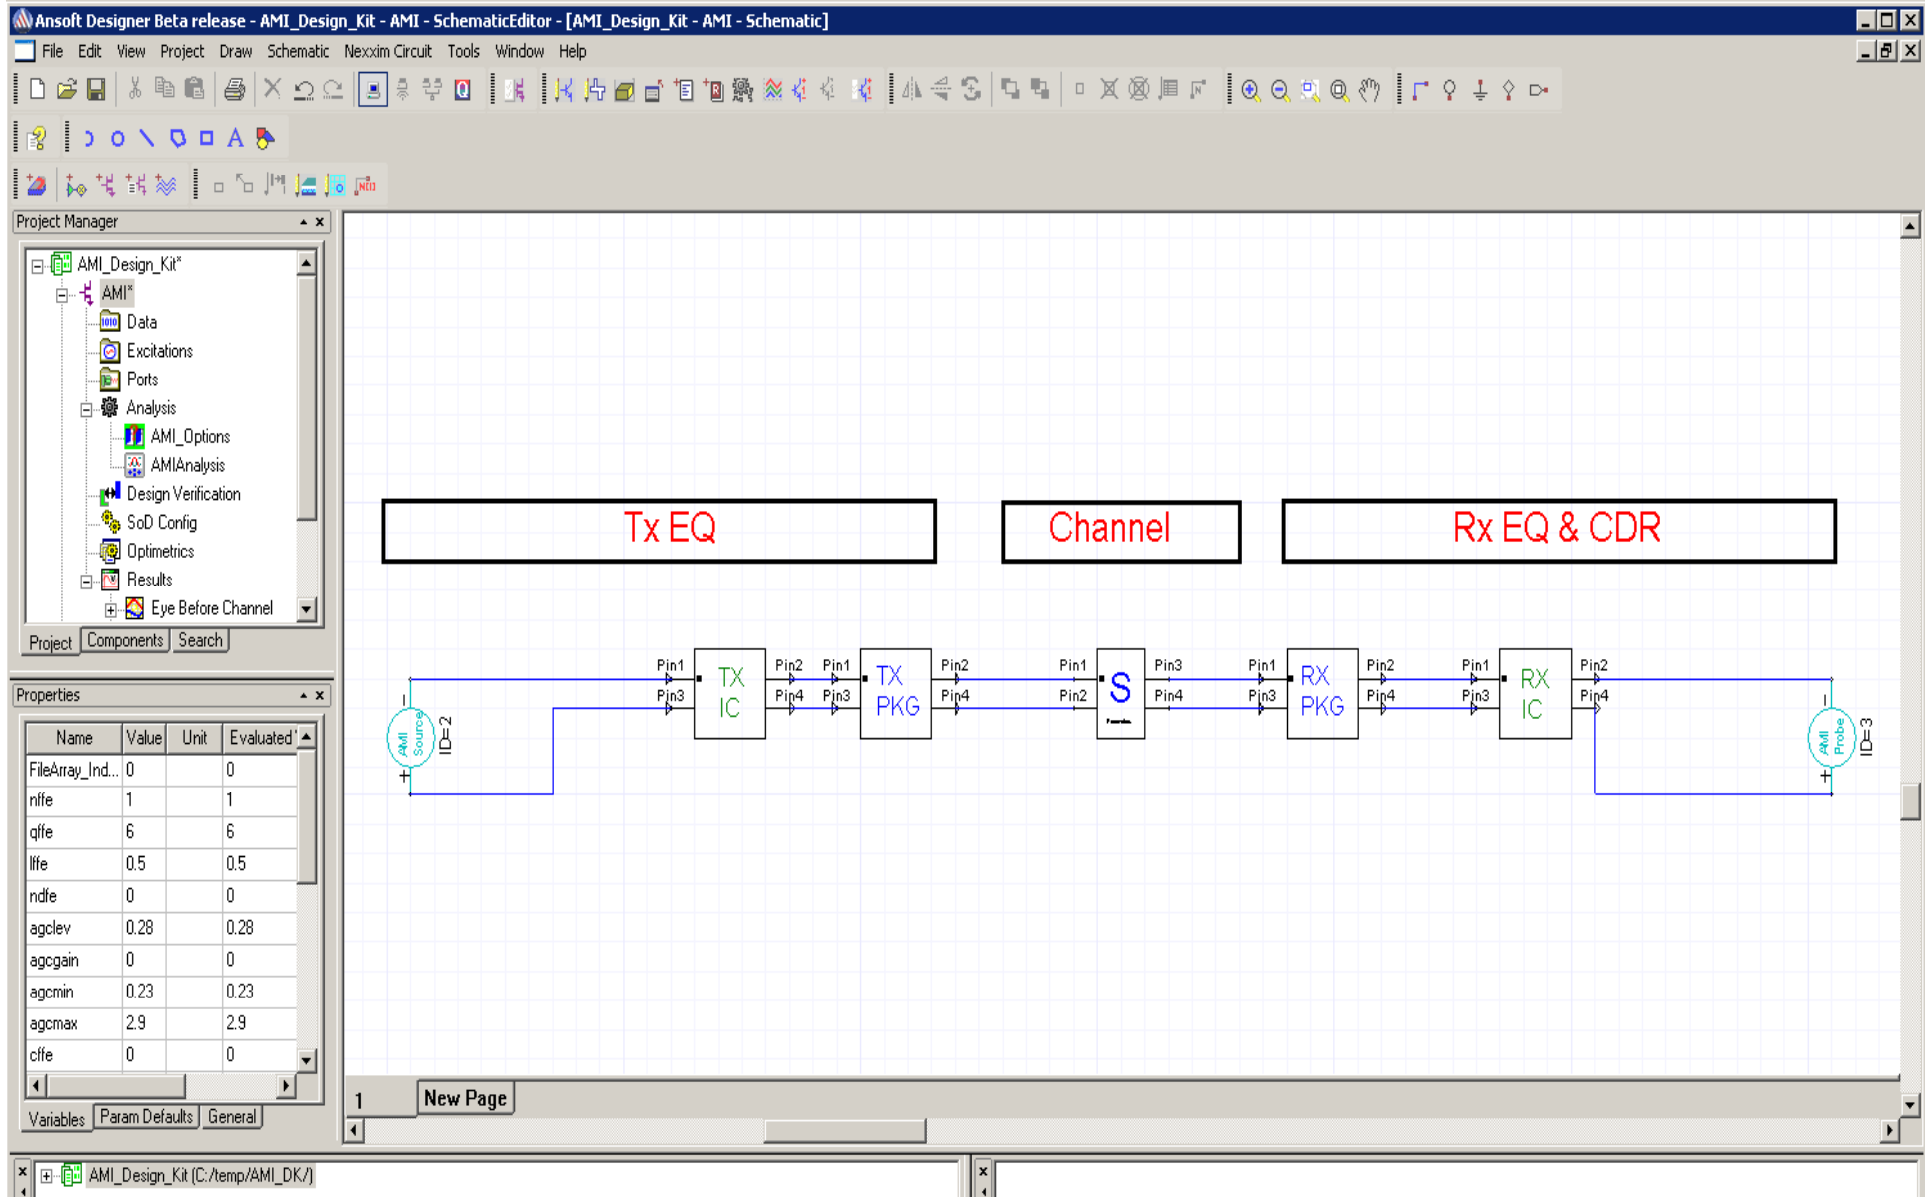 Ansoft Designer Beta release - AMI_Design_Kit - AMI - SchematicEditor - [AMI_Design_Kit - AMI - Schematic]
File Edit View Project Draw Schematic Nexxim Circuit Tools Window Help
Project Manager
AMI_Design_Kit*
AMI*
Data
Excitations
Ports
Analysis
AMI_Options
AMIAnalysis
Design Verification
SoD Config
Optimetrics
Results
Eye Before Channel
Project Components Search
Properties
Name Value Unit Evaluated
FileArray_Ind... 0 0
nffe 1 1
qffe 6 6
lffe 0.5 0.5
ndfe 0 0
agclev 0.28 0.28
agcgain 0 0
agcmin 0.23 0.23
agcmax 2.9 2.9
cffe 0 0
Variables Param Defaults General
Tx EQ Channel Rx EQ & CDR
Pin1 Pin2 Pin1 Pin2 Pin1 Pin3 Pin1 Pin2 Pin1 Pin2
TX TX S RX RX
Pin3 Pin4 Pin3 Pin4 Pin2 Pin4 Pin3 Pin4 Pin3 Pin4
IC PKG PKG IC
AMI Source ID=2
AMI Probe ID=3
1 New Page
AMI_Design_Kit (C:/temp/AMI_DK/)